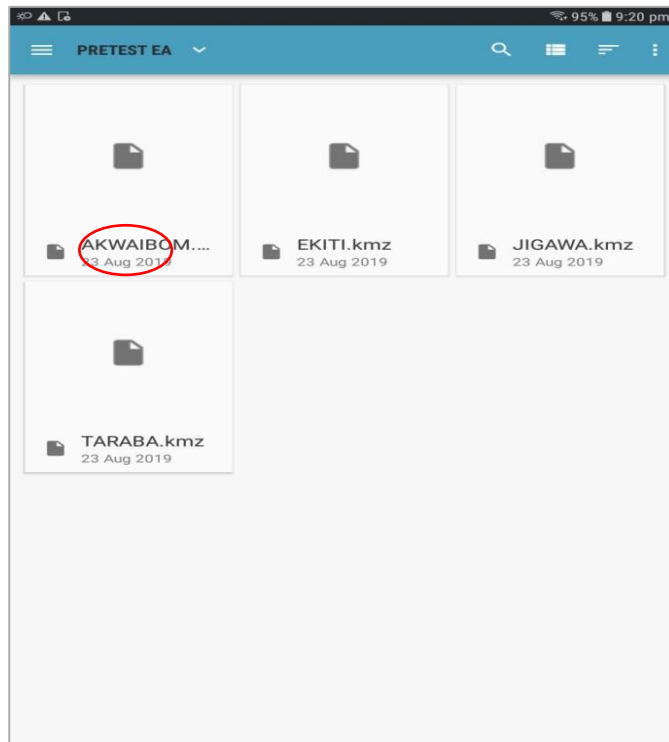 95% 9:20 pm
PRETEST EA
AKWAIBOM....
23 Aug 2019
EKITI.kmz
23 Aug 2019
JIGAWA.kmz
23 Aug 2019
TARABA.kmz
23 Aug 2019